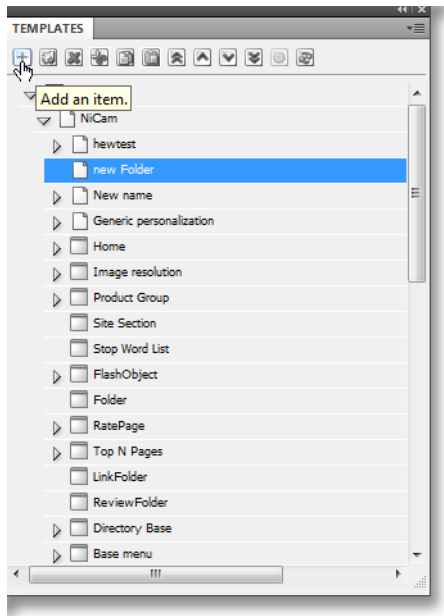 TEMPLATES
Add an item.
NiCam
hewtest
new Folder
New name
Generic personalization
Home
Image resolution
Product Group
Site Section
Stop Word List
FlashObject
Folder
RatePage
Top N Pages
LinkFolder
ReviewFolder
Directory Base
Base menu